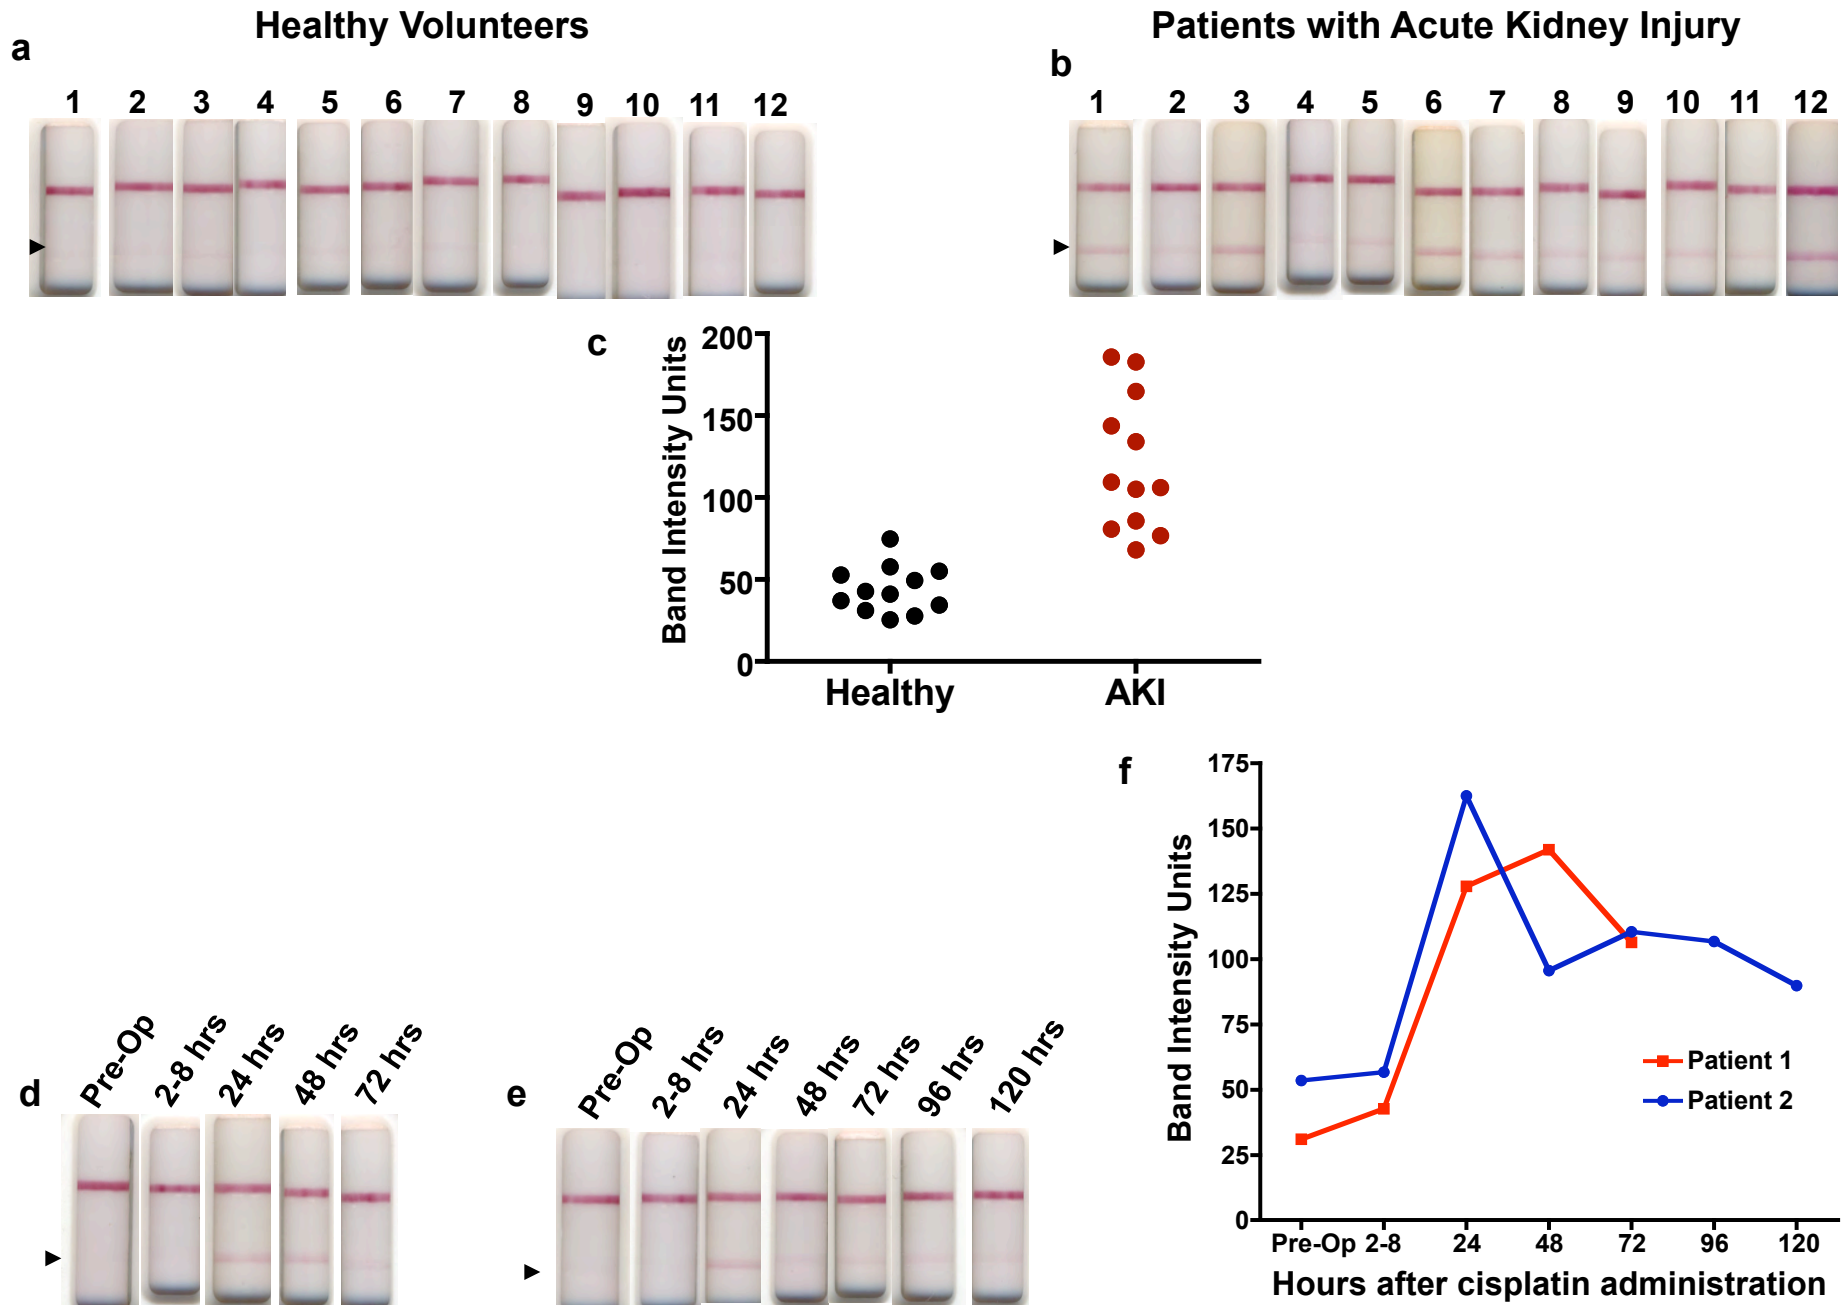 Healthy Volunteers
Patients with Acute Kidney Injury
a
1 2 3 4 5 6 7 8 9 10 11 12
b
1 2 3 4 5 6 7 8 9 10 11 12
c
Band Intensity Units
200
150
100
50
0
Healthy AKI
d
Pre-Op 2-8 hrs 24 hrs 48 hrs 72 hrs
e
Pre-Op 2-8 hrs 24 hrs 48 hrs 72 hrs 96 hrs 120 hrs
f
Band Intensity Units
175
150
125
100
75
50
25
0
Patient 1
Patient 2
Pre-Op 2-8 24 48 72 96 120
Hours after cisplatin administration